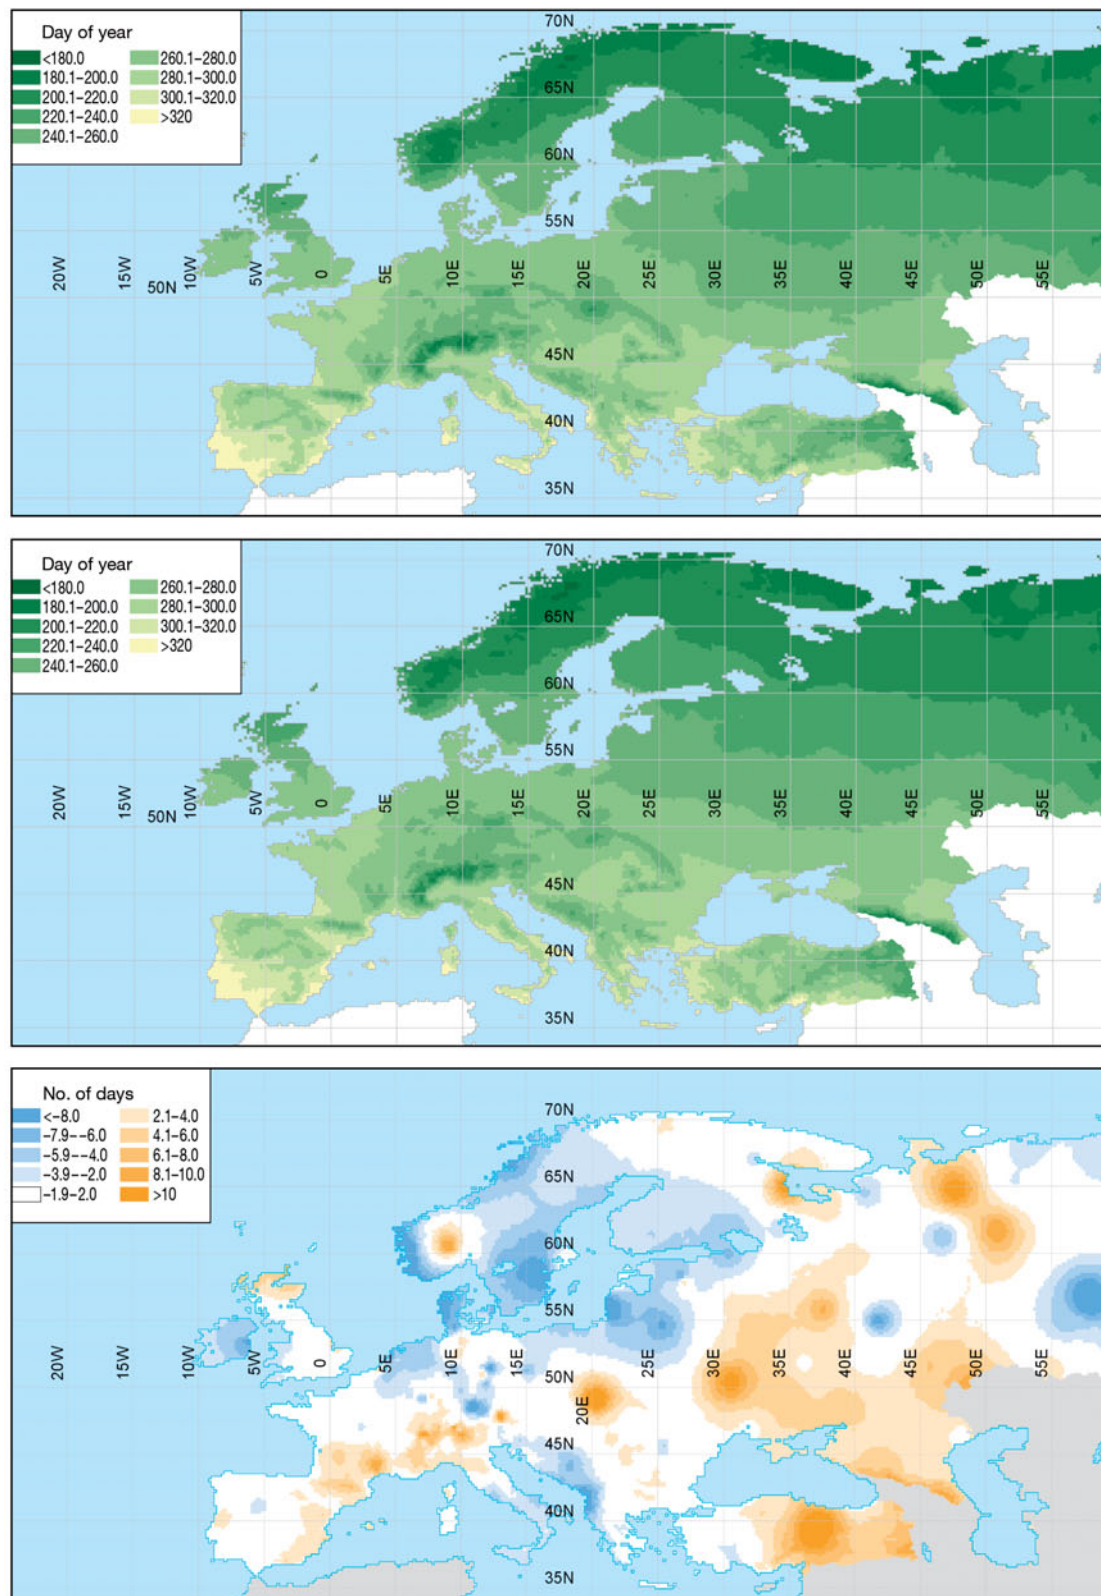 Day of year
<180.0
180.1–200.0
200.1–220.0
220.1–240.0
240.1–260.0
260.1–280.0
280.1–300.0
300.1–320.0
>320
70N
65N
60N
55N
20W
15W
50N
10W
5W
0
5E
10E
15E
20E
25E
30E
35E
40E
45E
50E
55E
45N
40N
35N
Day of year
<180.0
180.1–200.0
200.1–220.0
220.1–240.0
240.1–260.0
260.1–280.0
280.1–300.0
300.1–320.0
>320
70N
65N
60N
55N
20W
15W
50N
10W
5W
0
5E
10E
15E
20E
25E
30E
35E
40E
45E
50E
55E
45N
40N
35N
No. of days
<–8.0
–7.9-–6.0
–5.9-–4.0
–3.9-–2.0
–1.9–2.0
2.1–4.0
4.1–6.0
6.1–8.0
8.1–10.0
>10
70N
65N
60N
55N
20W
15W
10W
5W
0
5E
10E
15E
50N
20E
25E
30E
35E
40E
45E
50E
55E
45N
40N
35N